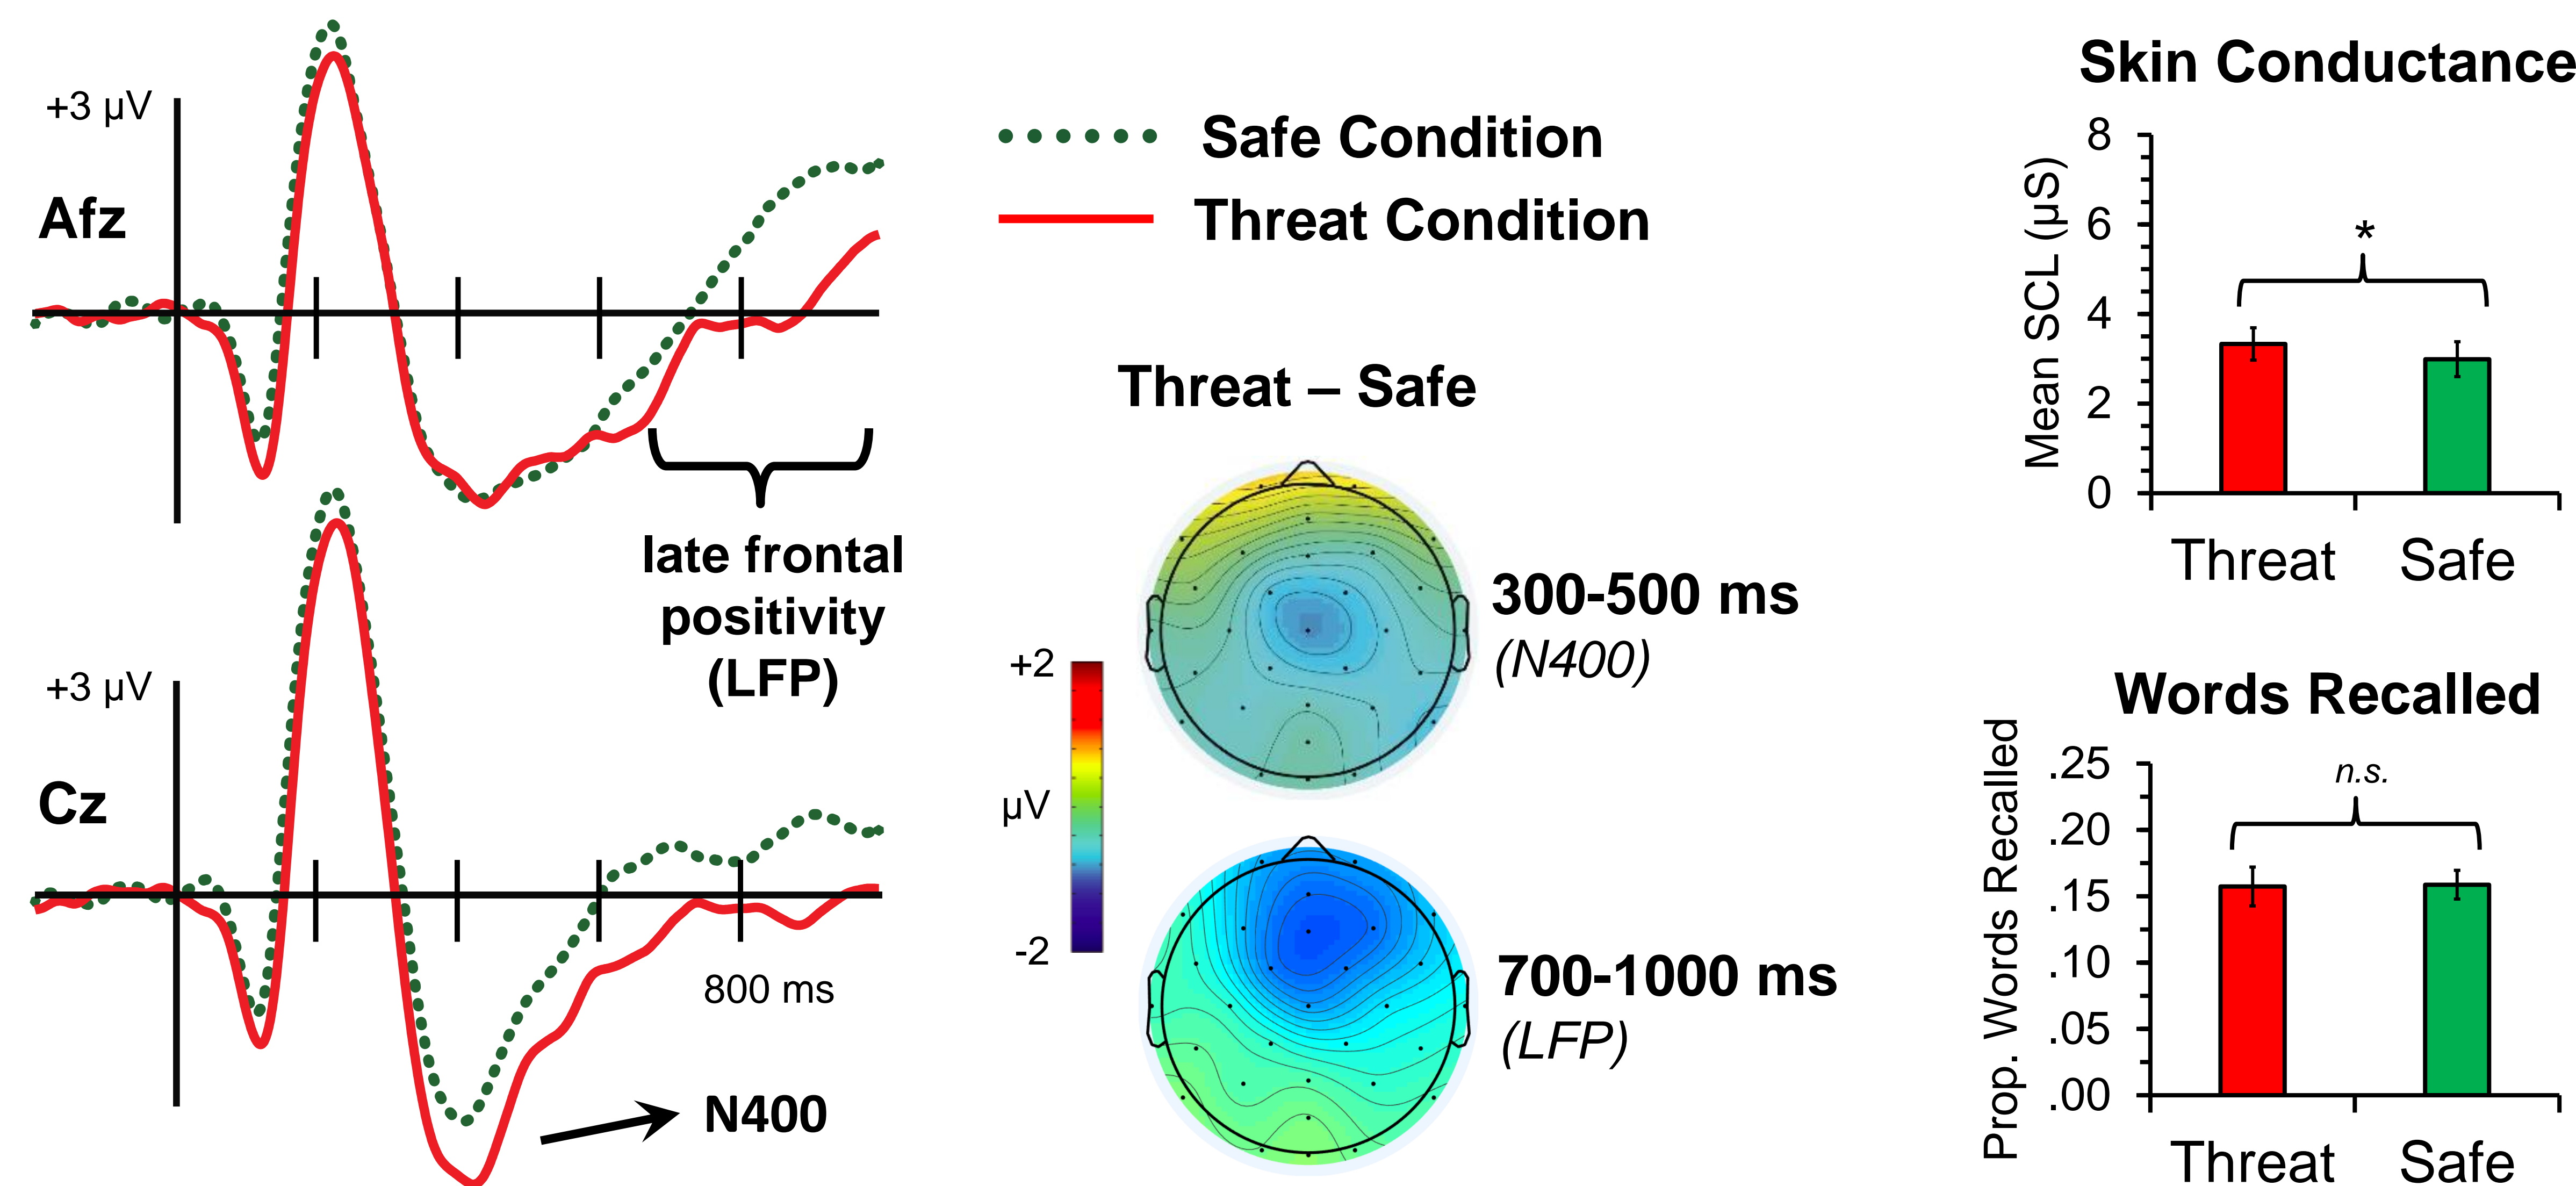 +3 µV
Afz
late frontal
positivity
(LFP)
+3 µV
Cz
800 ms
N400
Safe Condition
Threat Condition
Threat – Safe
300-500 ms
(N400)
+2
µV
-2
700-1000 ms
(LFP)
Skin Conductance
Mean SCL (µS)
8
6
4
2
0
*
Threat
Safe
Words Recalled
Prop. Words Recalled
.25
.20
.15
.10
.05
.00
n.s.
Threat
Safe